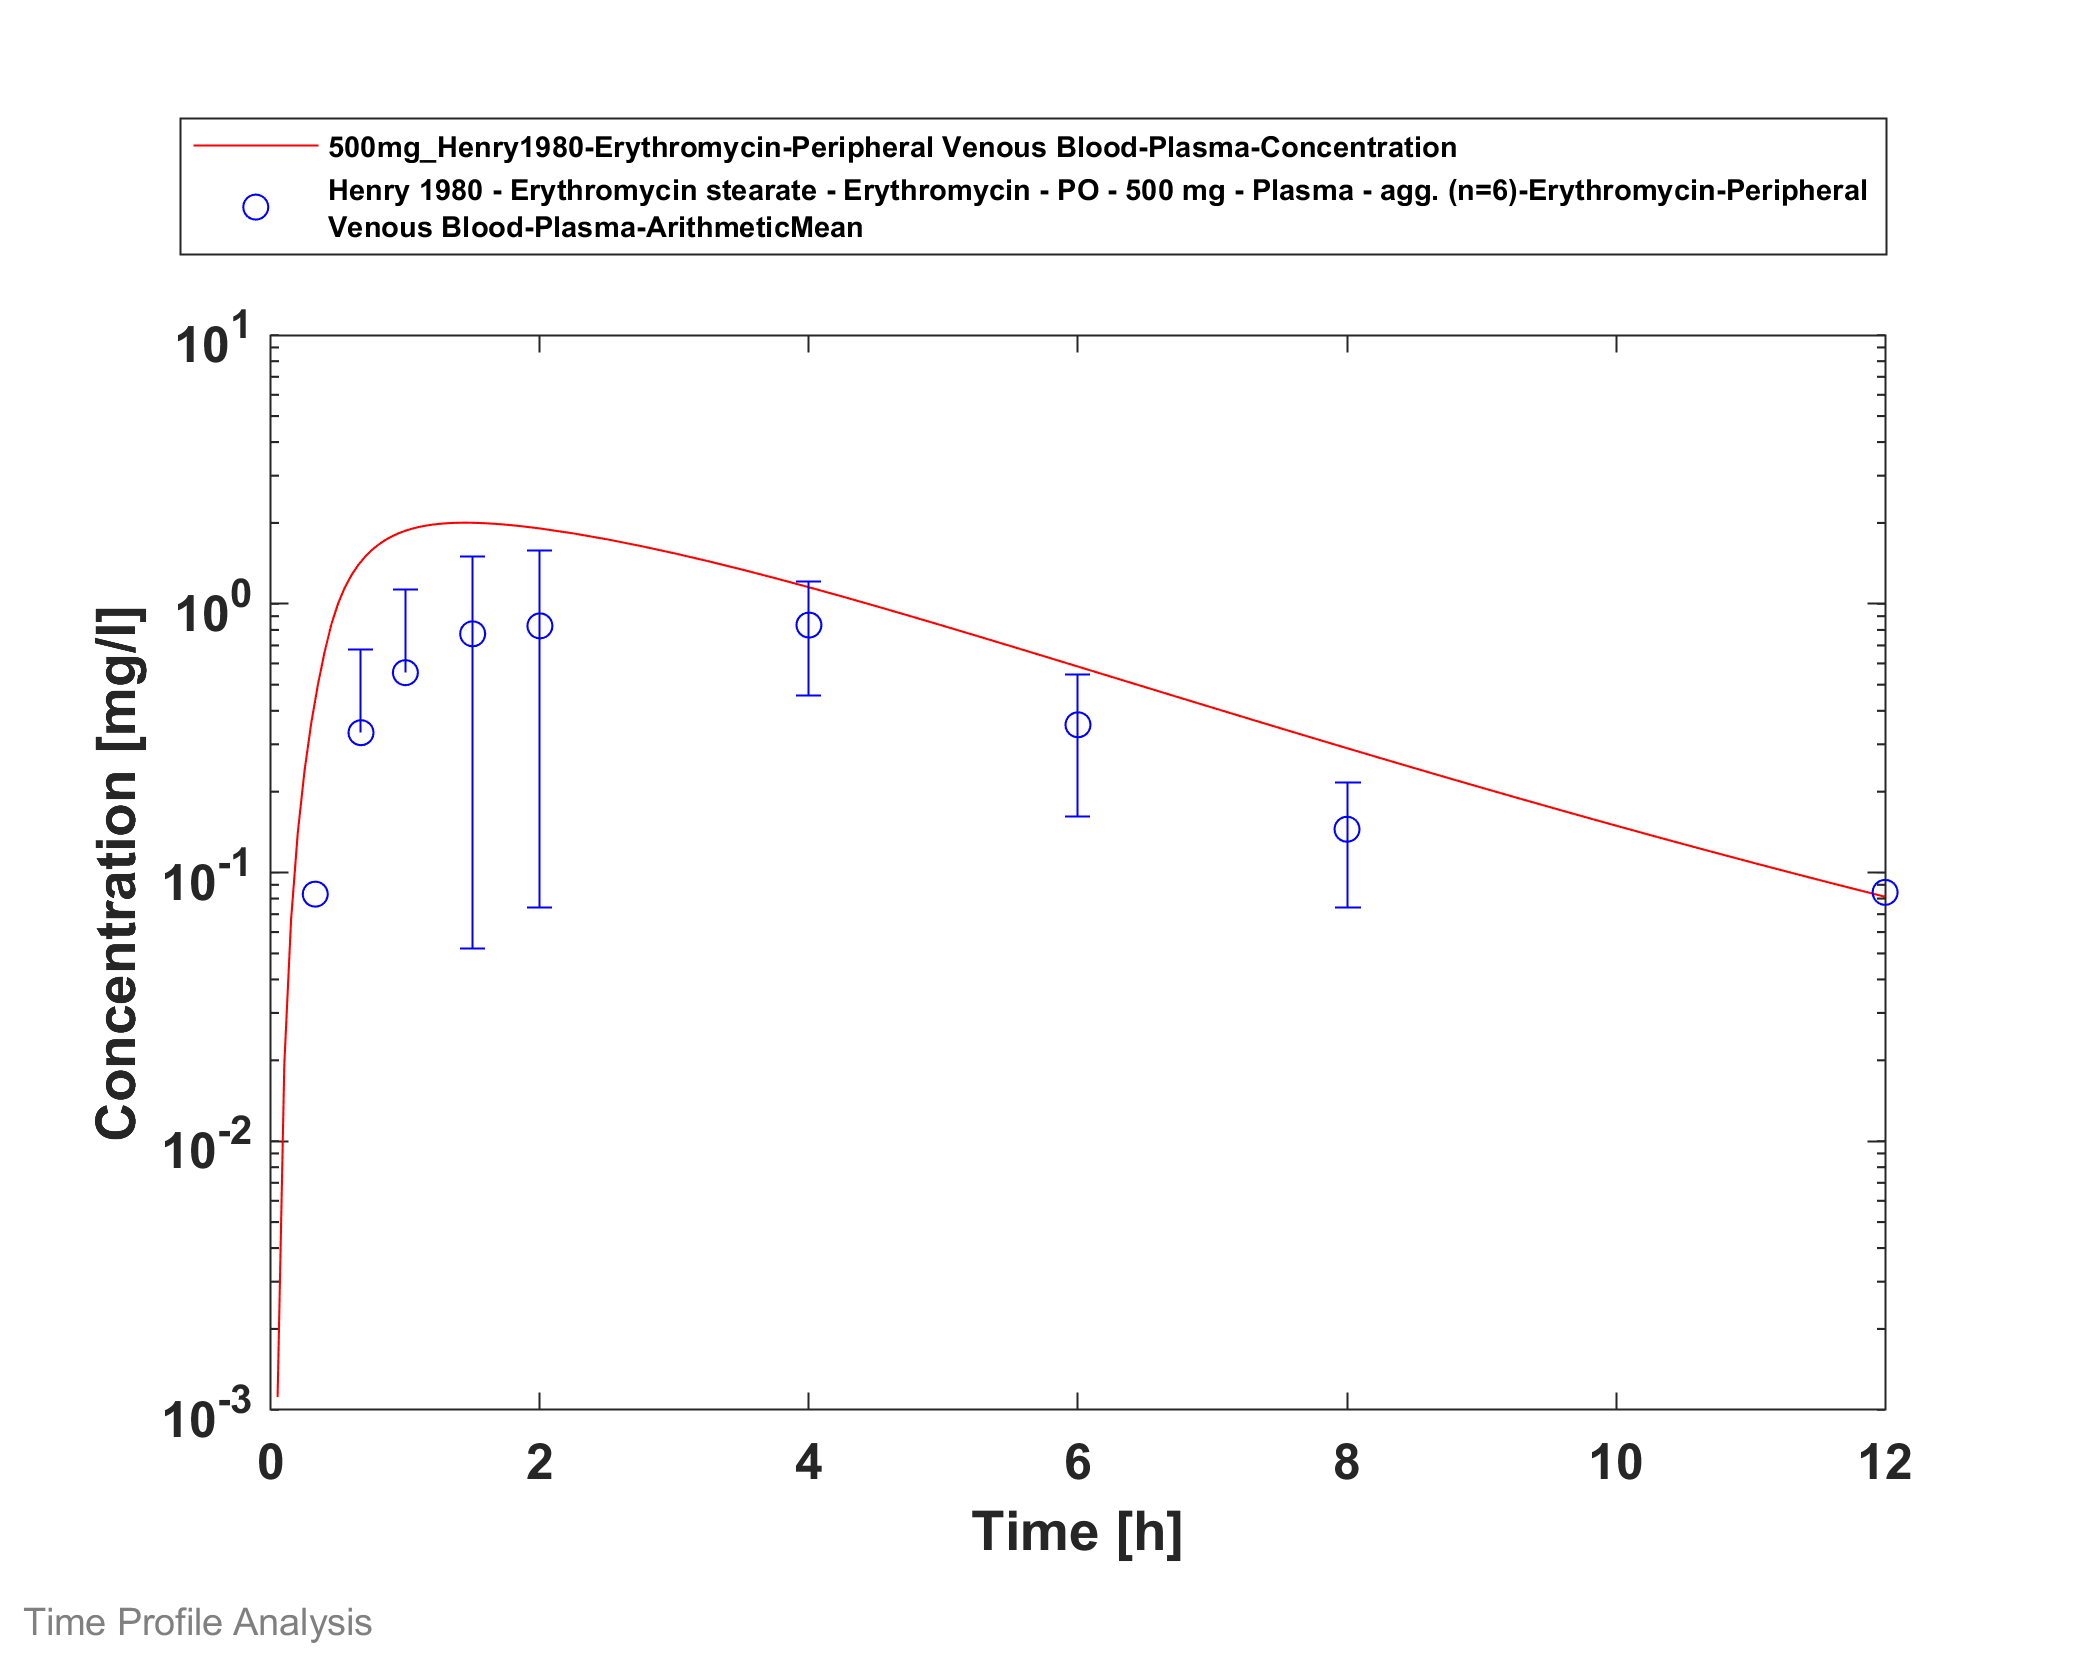 500mg_Henry1980-Erythromycin-Peripheral Venous Blood-Plasma-Concentration
Henry 1980 - Erythromycin stearate - Erythromycin - PO - 500 mg - Plasma - agg. (n=6)-Erythromycin-Peripheral
Venous Blood-Plasma-ArithmeticMean
10^1
10^0
10^-1
10^-2
10^-3
Concentration [mg/l]
0 2 4 6 8 10 12
Time [h]
Time Profile Analysis